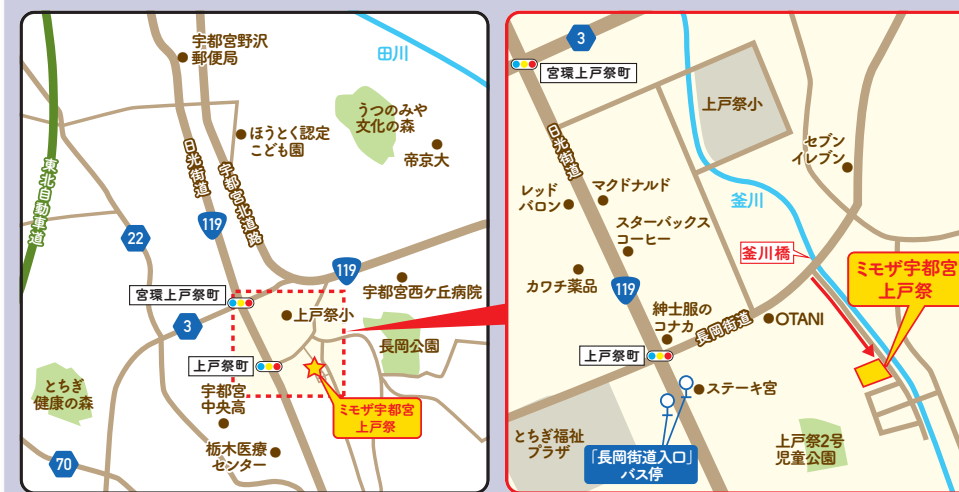 宇都宮野沢
郵便局
田川
うつのみや
文化の森
ほうとく認定
こども園
帝京大
日光街道
宇都宮北道路
東北自動車道
119
22
119
宇都宮西ケ丘病院
宮環上戸祭町
3
上戸祭小
長岡公園
上戸祭町
とちぎ
健康の森
宇都宮
中央高
ミモザ宇都宮
上戸祭
栃木医療
センター
70
3
宮環上戸祭町
上戸祭小
セブン
イレブン
日光街道
レッド
バロン
マクドナルド
釜川
スターバックス
コーヒー
釜川橋
カワチ薬品
119
ミモザ宇都宮
上戸祭
紳士服の
コナカ
長岡街道
OTANI
上戸祭町
ステーキ宮
とちぎ福祉
プラザ
「長岡街道入口」
バス停
上戸祭2号
児童公園